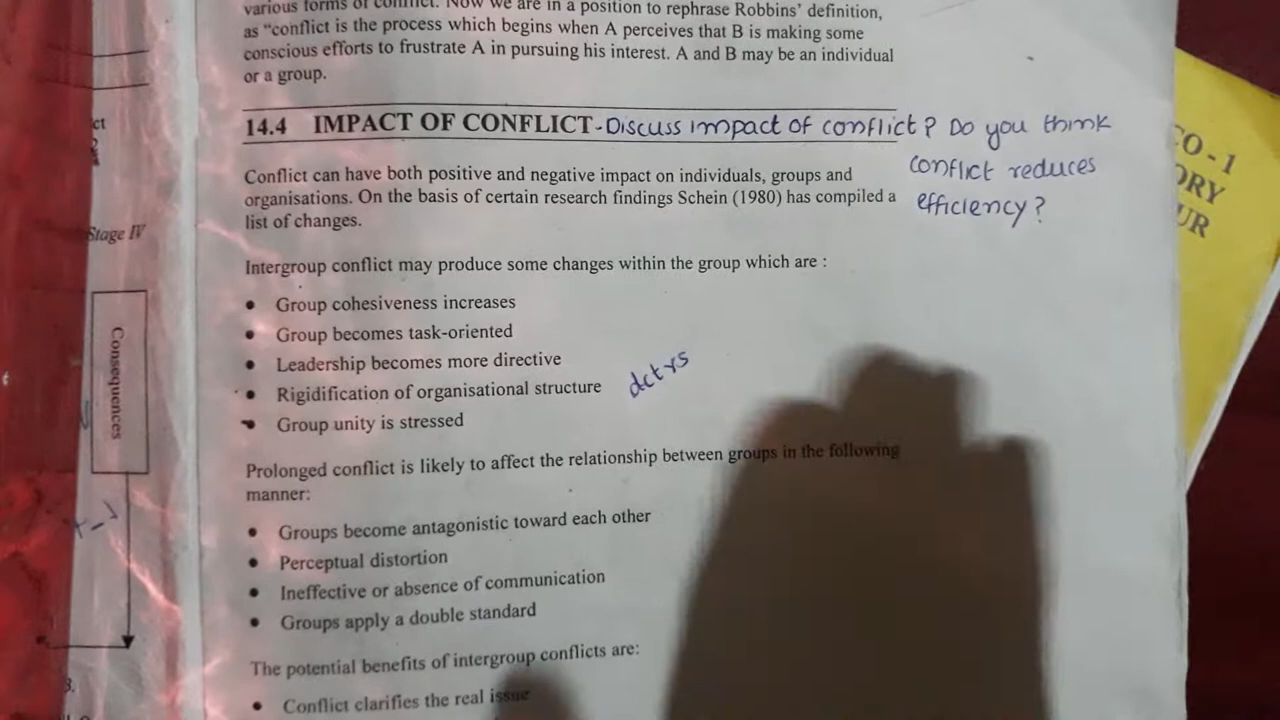 various forms of conflict. Now we are in a position to rephrase Robbins' definition,
as "conflict is the process which begins when A perceives that B is making some
conscious efforts to frustrate A in pursuing his interest. A and B may be an individual
or a group.
14.4 IMPACT OF CONFLICT - Discuss impact of conflict? Do you think
conflict reduces
efficiency?
Conflict can have both positive and negative impact on individuals, groups and
organisations. On the basis of certain research findings Schein (1980) has compiled a
list of changes.
Intergroup conflict may produce some changes within the group which are :
• Group cohesiveness increases
• Group becomes task-oriented
• Leadership becomes more directive
• Rigidification of organisational structure
• Group unity is stressed
Prolonged conflict is likely to affect the relationship between groups in the following
manner:
• Groups become antagonistic toward each other
• Perceptual distortion
• Ineffective or absence of communication
• Groups apply a double standard
The potential benefits of intergroup conflicts are:
• Conflict clarifies the real issue
ct
Stage IV
Consequences
3.
CO - 1
ORY
UR